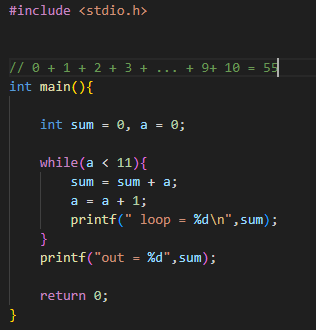 #include <stdio.h>
// 0 + 1 + 2 + 3 + ... + 9+ 10 = 55
int main(){
int sum = 0, a = 0;
while(a < 11){
sum = sum + a;
a = a + 1;
printf(" loop = %d\n",sum);
}
printf("out = %d",sum);
return 0;
}